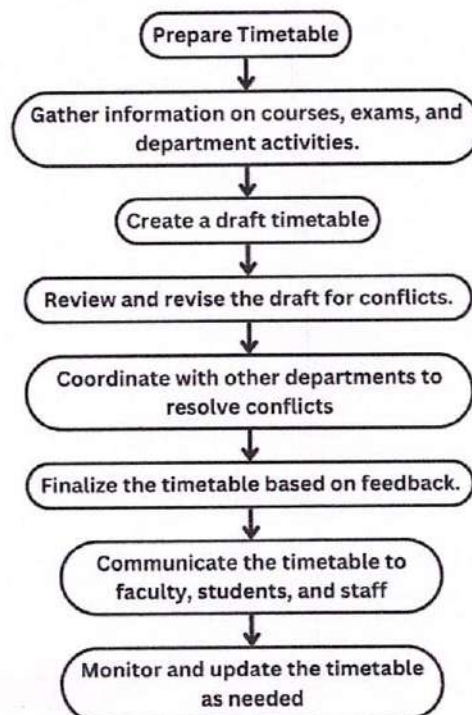 Prepare Timetable
Gather information on courses, exams, and
department activities.
Create a draft timetable
Review and revise the draft for conflicts.
Coordinate with other departments to
resolve conflicts
Finalize the timetable based on feedback.
Communicate the timetable to
faculty, students, and staff
Monitor and update the timetable
as needed